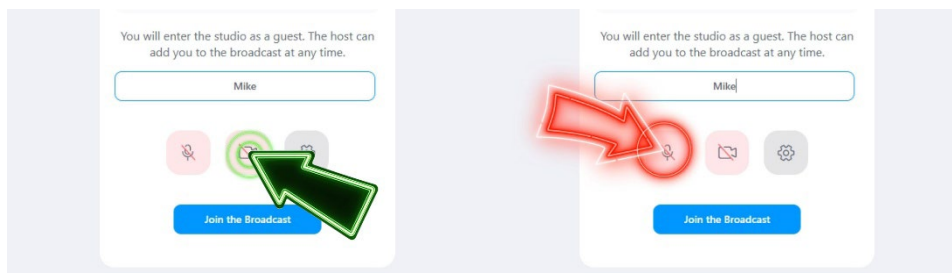 You will enter the studio as a guest. The host can
add you to the broadcast at any time.
Mike
Join the Broadcast
You will enter the studio as a guest. The host can
add you to the broadcast at any time.
Mike
Join the Broadcast